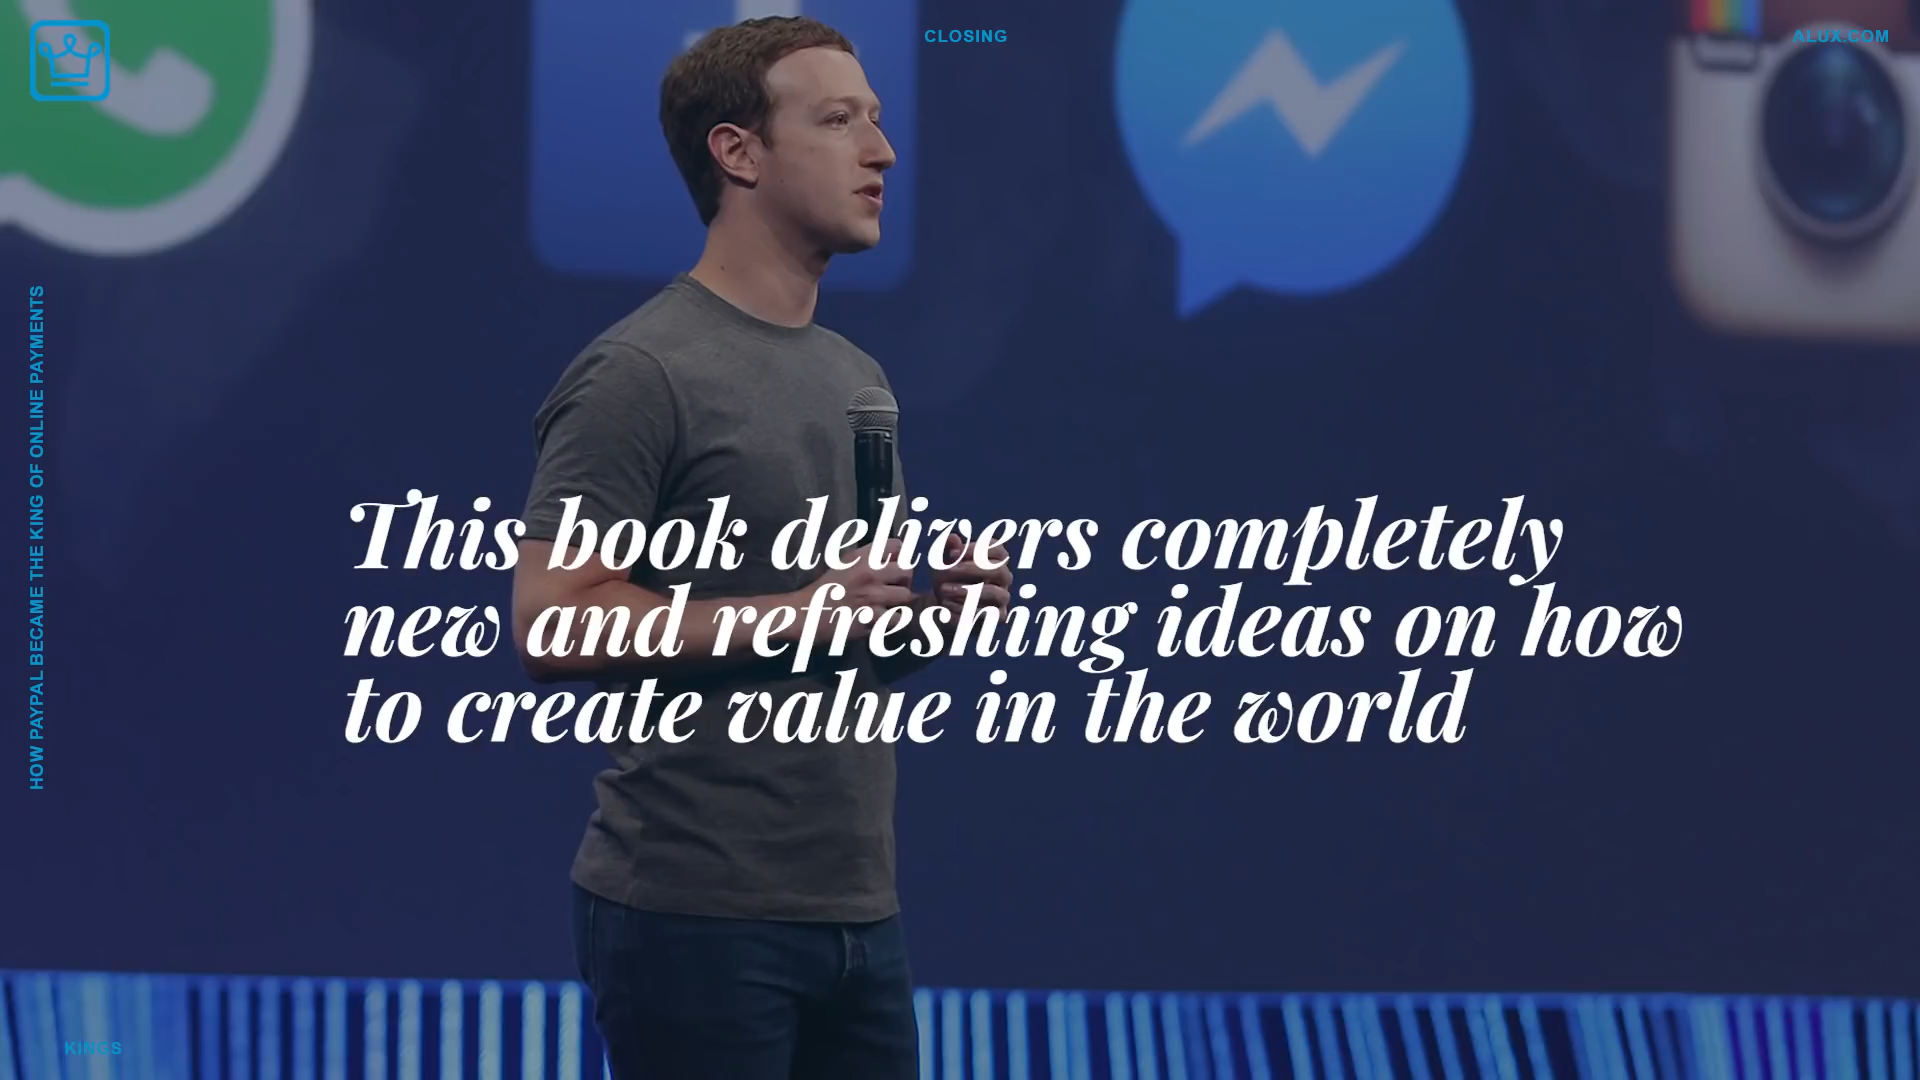 CLOSING
ALUX.COM
HOW PAYPAL BECAME THE KING OF ONLINE PAYMENTS
This book delivers completely
new and refreshing ideas on how
to create value in the world
KINGS